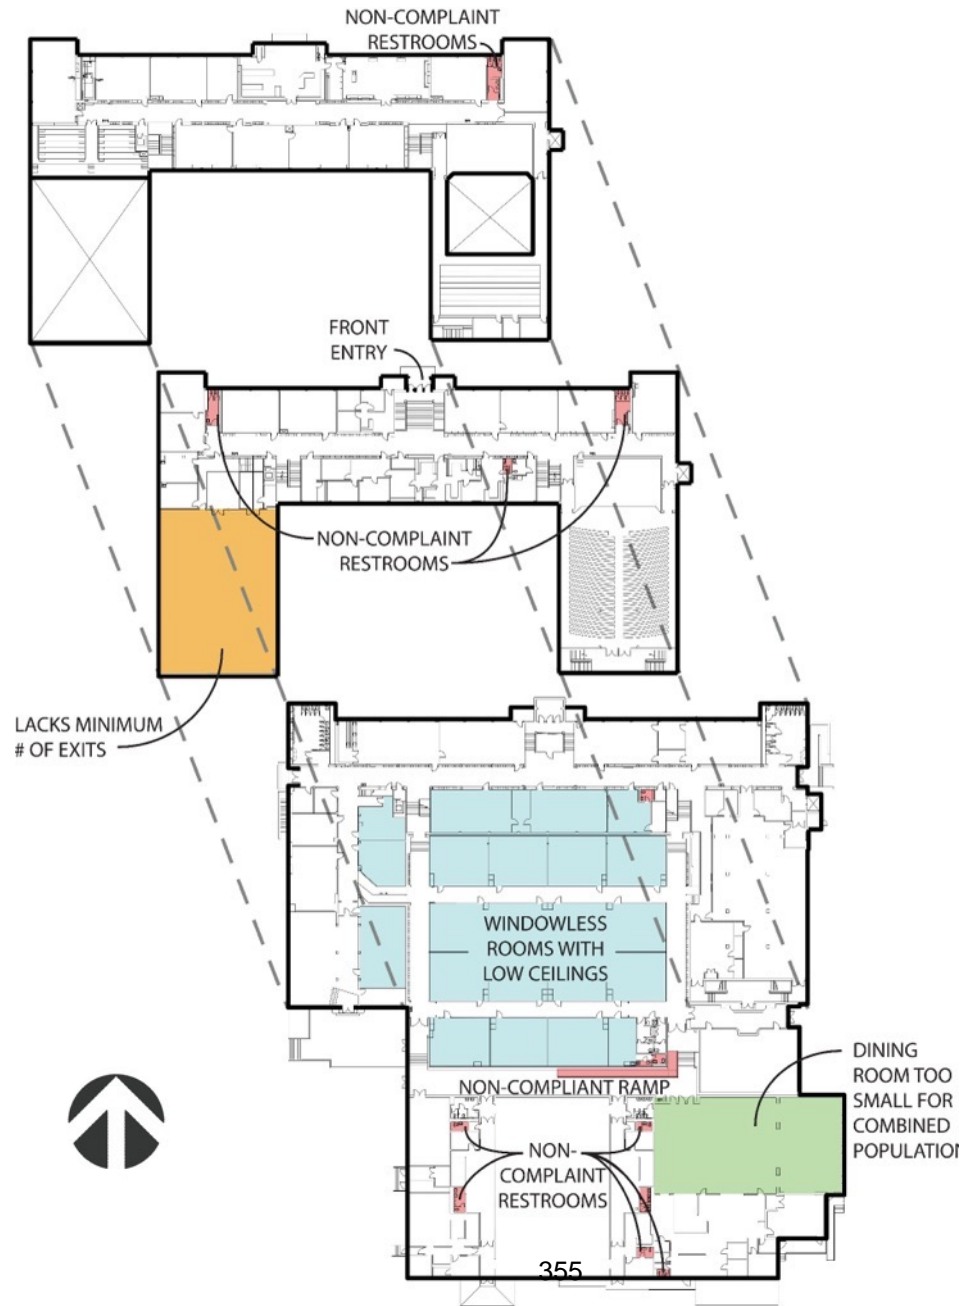 NON-COMPLAINT
RESTROOMS
FRONT
ENTRY
NON-COMPLAINT
RESTROOMS
LACKS MINIMUM
# OF EXITS
WINDOWLESS
ROOMS WITH
LOW CEILINGS
DINING
ROOM TOO
SMALL FOR
COMBINED
POPULATION
NON-COMPLIANT RAMP
NON-
COMPLAINT
RESTROOMS
355